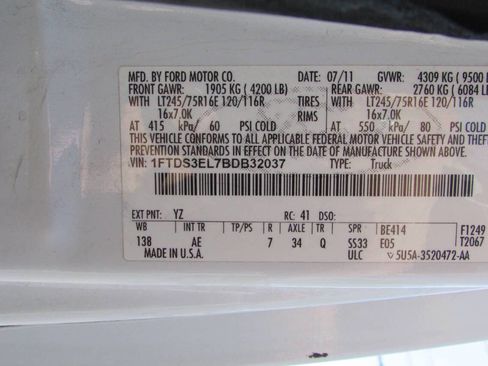 MFD. BY FORD MOTOR CO. DATE: 07/11 GVWR: 4309 KG ( 9500
FRONT GAWR: 1905 KG ( 4200 LB) REAR GAWR: 2760 KG ( 6084 LB
WITH LT245/75R16E 120/116R TIRES WITH LT245/75R16E 120/116R
16x7.0K RIMS 16x7.0K
AT 415 kPa/ 60 PSI COLD AT 550 kPa/ 80 PSI COLD
THIS VEHICLE CONFORMS TO ALL APPLICABLE FEDERAL MOTOR VEHICLE SAFETY
PREVENTION STANDARDS IN EFFECT ON THE DATE OF MANUFACTURE SHOWN
VIN: 1FTDS3EL7BDB32037 TYPE: Truck
EXT PNT: YZ RC: 41 DSO:
WB INT TR TP/PS R AXLE TR SPR BE414 F1249
138 AE 7 34 Q SS33 E05 T2067
MADE IN U.S.A. ULC 5U5A-3520472-AA